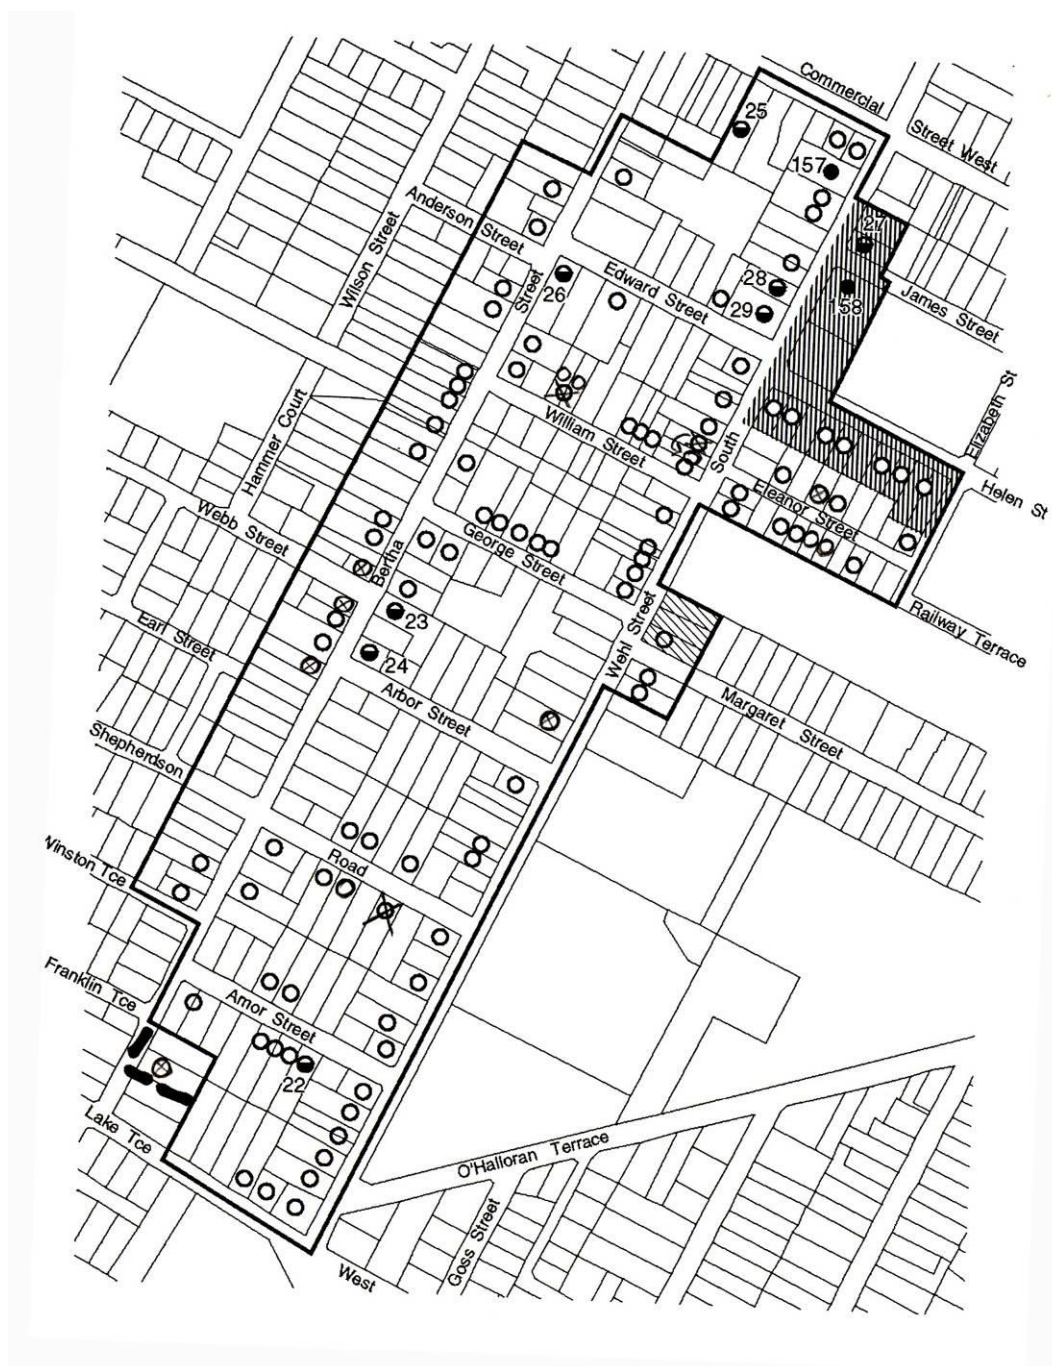 Commercial
Street West
25
157
27
Anderson Street
Wilson Street
Street
26
Edward Street
28
29
158
James Street
Elizabeth St
Hammer Court
William Street
South
Helen St
Eleanor Street
Webb Street
Bertha
George Street
Railway Terrace
Earl Street
23
24
Wehl Street
Arbor Street
Margaret Street
Shepherdson
Road
Winston Tce
Franklin Tce
Amor Street
22
Lake Tce
O'Halloran Terrace
Goss Street
West